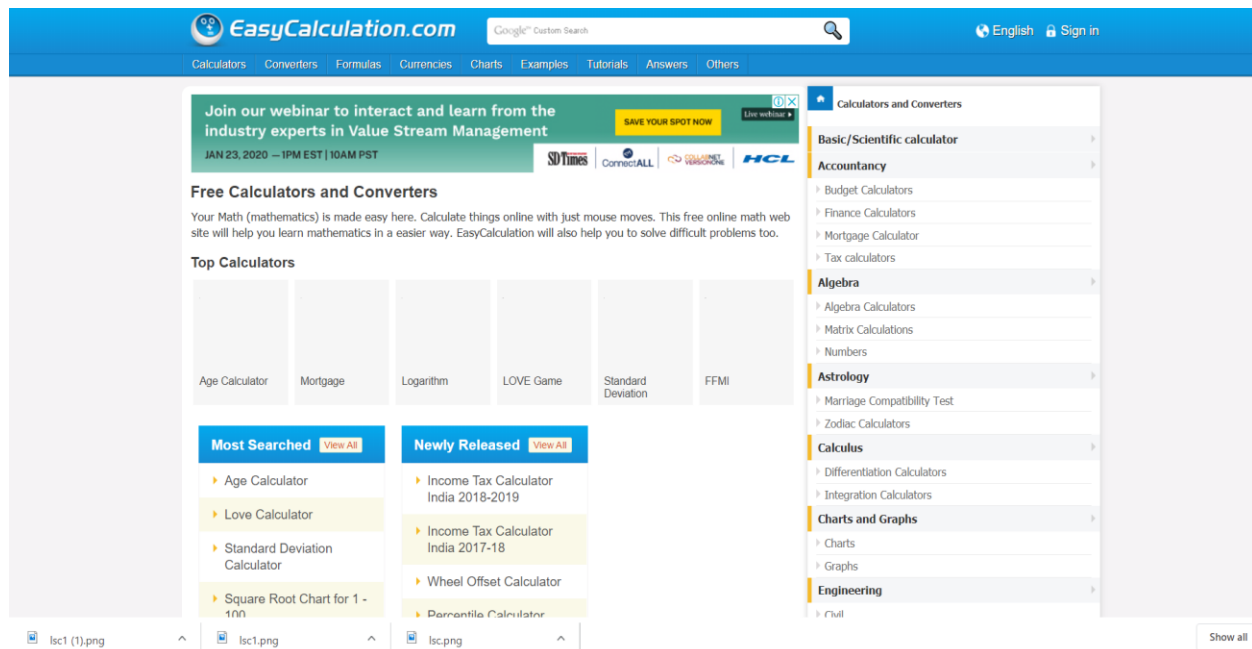 EasyCalculation.com
Google™ Custom Search
English
Sign in
Calculators Converters Formulas Currencies Charts Examples Tutorials Answers Others
Join our webinar to interact and learn from the
industry experts in Value Stream Management
JAN 23, 2020 — 1PM EST | 10AM PST
SAVE YOUR SPOT NOW
Live webinar
SDTimes
ConnectALL
COLLABNET
VERSIONONE
HCL
Free Calculators and Converters
Your Math (mathematics) is made easy here. Calculate things online with just mouse moves. This free online math web
site will help you learn mathematics in a easier way. EasyCalculation will also help you to solve difficult problems too.
Top Calculators
Age Calculator
Mortgage
Logarithm
LOVE Game
Standard
Deviation
FFMI
Most Searched View All
Age Calculator
Love Calculator
Standard Deviation
Calculator
Square Root Chart for 1 -
100
Newly Released View All
Income Tax Calculator
India 2018-2019
Income Tax Calculator
India 2017-18
Wheel Offset Calculator
Percentile Calculator
Calculators and Converters
Basic/Scientific calculator
Accountancy
Budget Calculators
Finance Calculators
Mortgage Calculator
Tax calculators
Algebra
Algebra Calculators
Matrix Calculations
Numbers
Astrology
Marriage Compatibility Test
Zodiac Calculators
Calculus
Differentiation Calculators
Integration Calculators
Charts and Graphs
Charts
Graphs
Engineering
Civil
lsc1 (1).png
lsc1.png
lsc.png
Show all